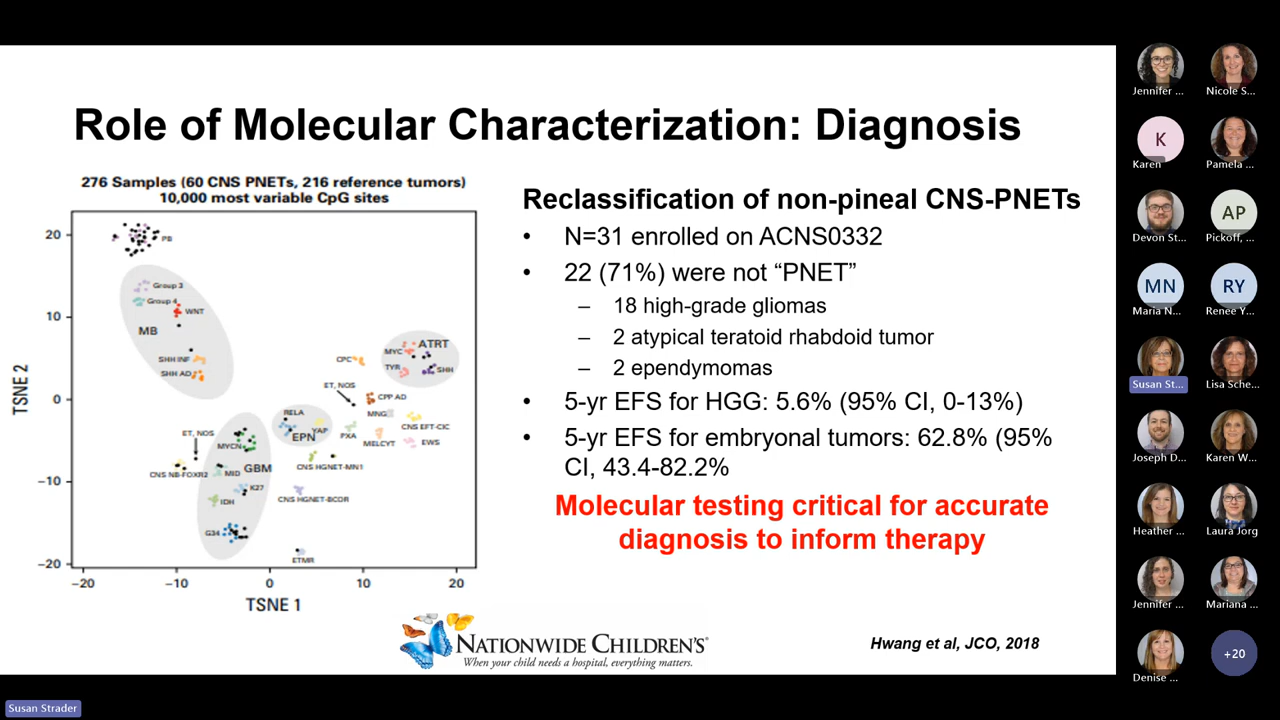 Role of Molecular Characterization: Diagnosis
276 Samples (60 CNS PNETs, 216 reference tumors)
10,000 most variable CpG sites
TSNE 2
20
10
0
−10
−20
PB
Group 3
Group 4
WNT
MB
SHH INF
SHH AD
CPC
ATRT
MYC
TYR
SHH
ET, NOS
CPP AD
MNG
CNS EFT-CIC
RELA
YAP
EPN
PXA
MELCYT
EWS
ET, NOS
MYCN
CNS NB-FOXR2
MID
GBM
CNS HGNET-MN1
K27
IDH
CNS HGNET-BCOR
G34
ETMR
−20
−10
0
10
20
TSNE 1
Reclassification of non-pineal CNS-PNETs
• N=31 enrolled on ACNS0332
• 22 (71%) were not “PNET”
– 18 high-grade gliomas
– 2 atypical teratoid rhabdoid tumor
– 2 ependymomas
• 5-yr EFS for HGG: 5.6% (95% CI, 0-13%)
• 5-yr EFS for embryonal tumors: 62.8% (95%
CI, 43.4-82.2%
Molecular testing critical for accurate
diagnosis to inform therapy
NATIONWIDE CHILDREN'S®
When your child needs a hospital, everything matters.
Hwang et al, JCO, 2018
Jennifer ...
Nicole S...
K
Karen
Pamela ...
Devon St...
AP
Pickoff, ...
MN
Maria N...
RY
Renee Y...
Susan St...
Lisa Sche...
Joseph D...
Karen W...
Heather ...
Laura Jorg
Jennifer ...
Mariana ...
Denise ...
+20
Susan Strader